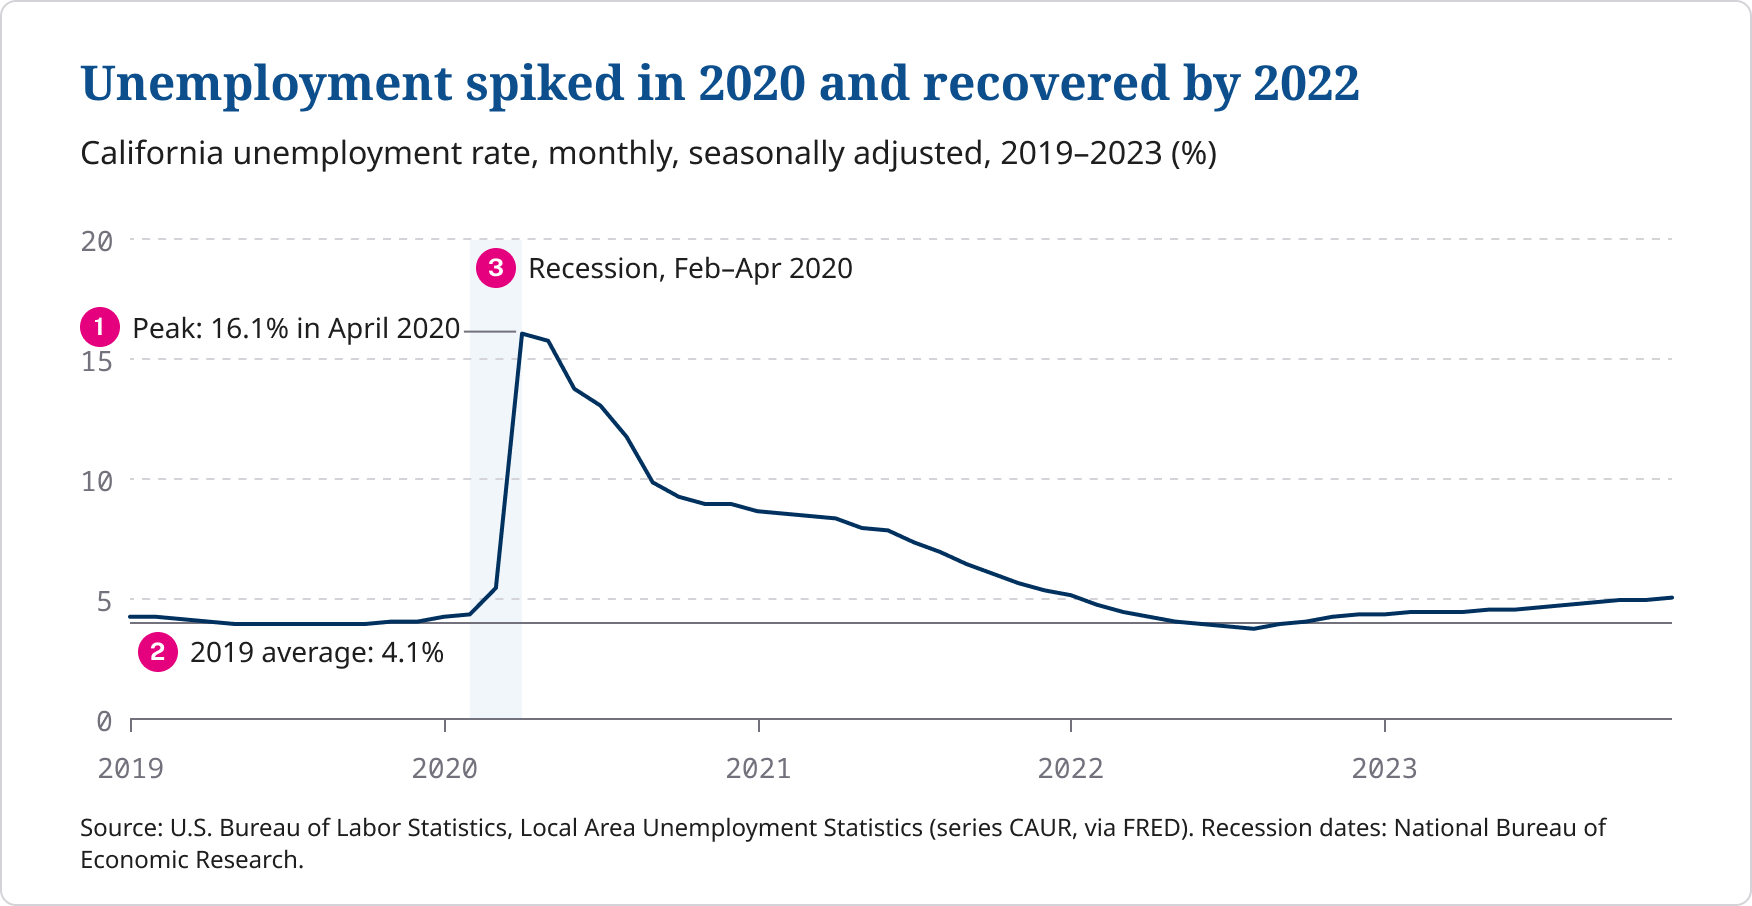 Unemployment spiked in 2020 and recovered by 2022
California unemployment rate, monthly, seasonally adjusted, 2019–2023 (%)
20
3 Recession, Feb–Apr 2020
1 Peak: 16.1% in April 2020
15
10
5
2 2019 average: 4.1%
0
2019 2020 2021 2022 2023
Source: U.S. Bureau of Labor Statistics, Local Area Unemployment Statistics (series CAUR, via FRED). Recession dates: National Bureau of
Economic Research.